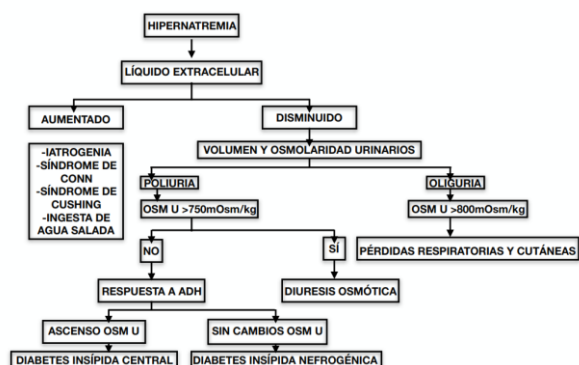 HIPERNATREMIA
LÍQUIDO EXTRACELULAR
AUMENTADO
DISMINUIDO
-IATROGENIA
-SÍNDROME DE
CONN
-SÍNDROME DE
CUSHING
-INGESTA DE
AGUA SALADA
VOLUMEN Y OSMOLARIDAD URINARIOS
POLIURIA
OLIGURIA
OSM U >750mOsm/kg
OSM U >800mOsm/kg
NO
SÍ
PÉRDIDAS RESPIRATORIAS Y CUTÁNEAS
RESPUESTA A ADH
DIURESIS OSMÓTICA
ASCENSO OSM U
SIN CAMBIOS OSM U
DIABETES INSÍPIDA CENTRAL
DIABETES INSÍPIDA NEFROGÉNICA